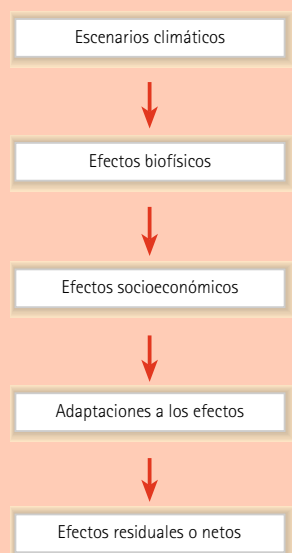 Escenarios climáticos
Efectos biofísicos
Efectos socioeconómicos
Adaptaciones a los efectos
Efectos residuales o netos